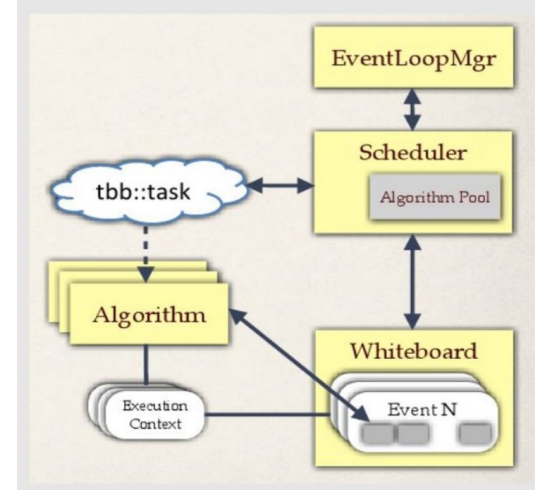 EventLoopMgr
Scheduler
Algorithm Pool
tbb::task
Algorithm
Whiteboard
Execution
Context
Event N